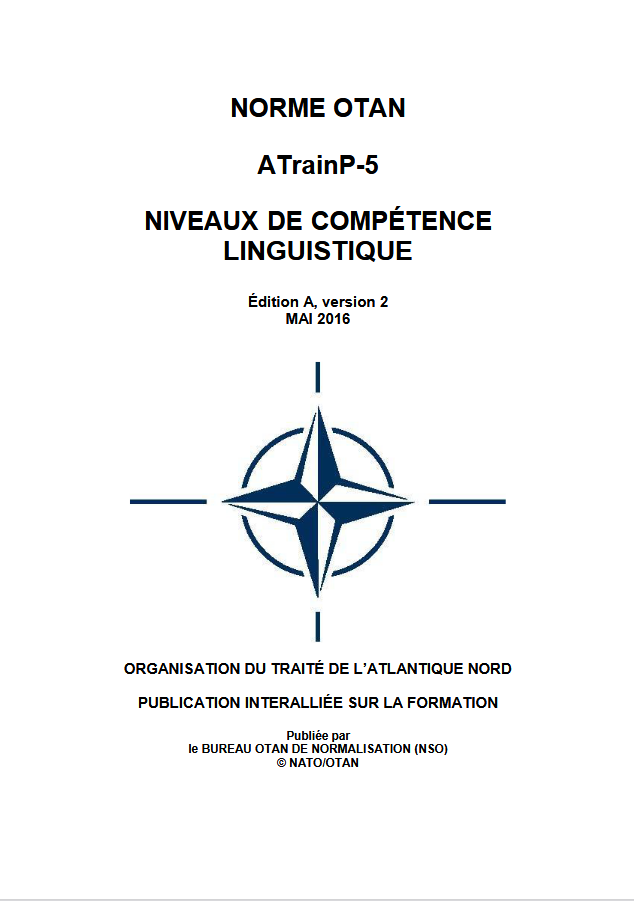 NORME OTAN
ATrainP-5
NIVEAUX DE COMPÉTENCE
LINGUISTIQUE
Édition A, version 2
MAI 2016
ORGANISATION DU TRAITÉ DE L’ATLANTIQUE NORD
PUBLICATION INTERALLIÉE SUR LA FORMATION
Publiée par
le BUREAU OTAN DE NORMALISATION (NSO)
© NATO/OTAN